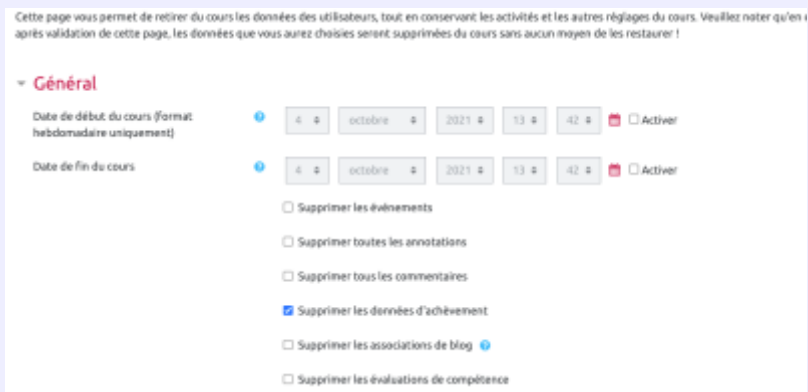 Cette page vous permet de retirer du cours les données des utilisateurs, tout en conservant les activités et les autres réglages du cours. Veuillez noter qu'en
après validation de cette page, les données que vous aurez choisies seront supprimées du cours sans aucun moyen de les restaurer !
Général
Date de début du cours (format
hebdomadaire uniquement)
4 octobre 2021 13 42 Activer
Date de fin du cours 4 octobre 2021 13 42 Activer
Supprimer les événements
Supprimer toutes les annotations
Supprimer tous les commentaires
Supprimer les données d'achèvement
Supprimer les associations de blog
Supprimer les évaluations de compétence